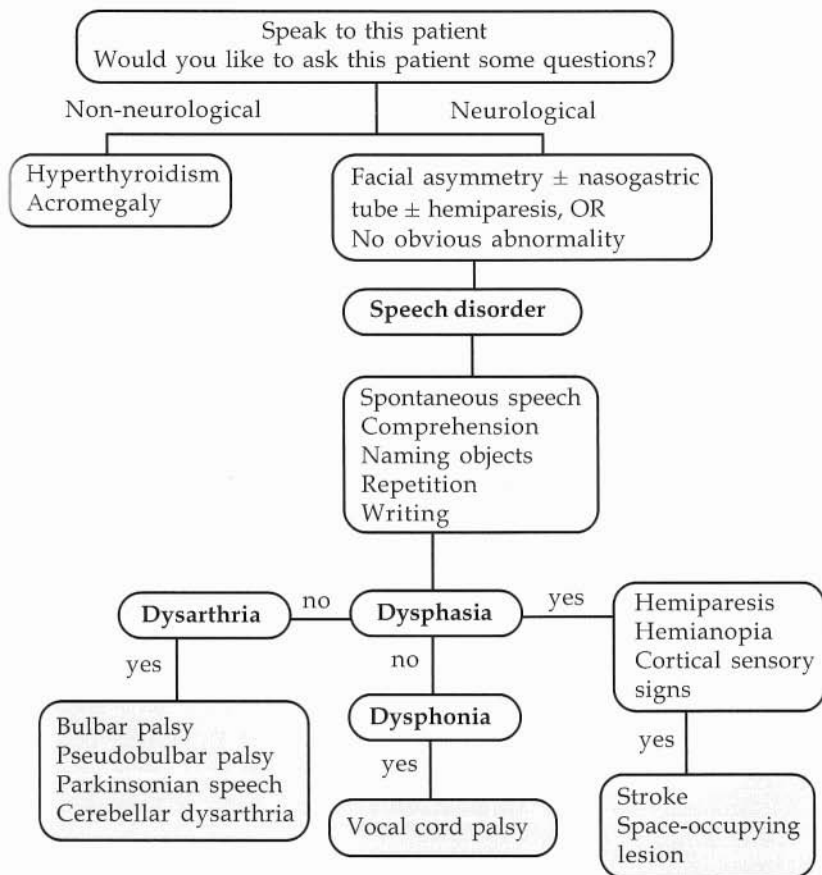 Speak to this patient
Would you like to ask this patient some questions?
Non-neurological
Neurological
Hyperthyroidism
Acromegaly
Facial asymmetry ± nasogastric
tube ± hemiparesis, OR
No obvious abnormality
Speech disorder
Spontaneous speech
Comprehension
Naming objects
Repetition
Writing
Dysarthria
no
Dysphasia
yes
Hemiparesis
Hemianopia
Cortical sensory
signs
yes
no
Bulbar palsy
Pseudobulbar palsy
Parkinsonian speech
Cerebellar dysarthria
Dysphonia
yes
yes
Vocal cord palsy
Stroke
Space-occupying
lesion